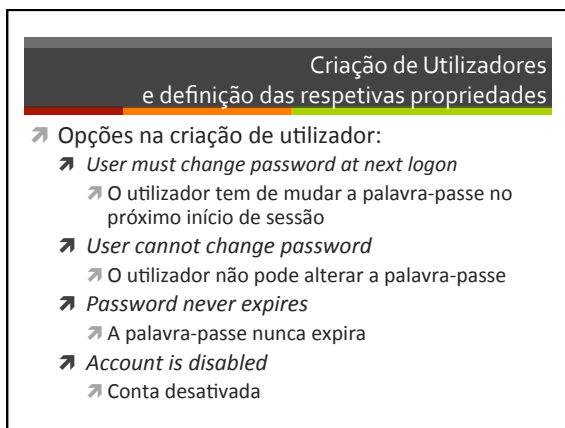 Criação de Utilizadores
e definição das respetivas propriedades
Opções na criação de utilizador:
User must change password at next logon
O utilizador tem de mudar a palavra-passe no
próximo início de sessão
User cannot change password
O utilizador não pode alterar a palavra-passe
Password never expires
A palavra-passe nunca expira
Account is disabled
Conta desativada